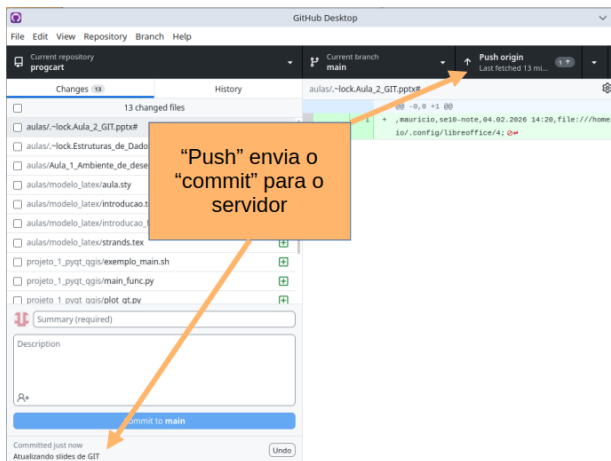 GitHub Desktop
File Edit View Repository Branch Help
Current repository
progcart
Current branch
main
Push origin
Last fetched 13 mi...
1
Changes 13
History
13 changed files
aulas/.~lock.Aula_2_GIT.pptx#
aulas/.~lock.Estruturas_de_Dado
aulas/Aula_1_Ambiente_de_dese
aulas/modelo_latex/aula.sty
aulas/modelo_latex/introducao.t
aulas/modelo_latex/introducao_
aulas/modelo_latex/strands.tex
projeto_1_pyqt_qgis/exemplo_main.sh
projeto_1_pyqt_qgis/main_func.py
projeto_1_pyqt_qgis/plot_qt.py
Summary (required)
Description
commit to main
Committed just now
Atualizando slides de GIT
Undo
aulas/.~lock.Aula_2_GIT.pptx#
@@ -0,0 +1 @@
1 + ,mauricio,se10-note,04.02.2026 14:20,file:///home
io/.config/libreoffice/4;
“Push” envia o
“commit” para o
servidor